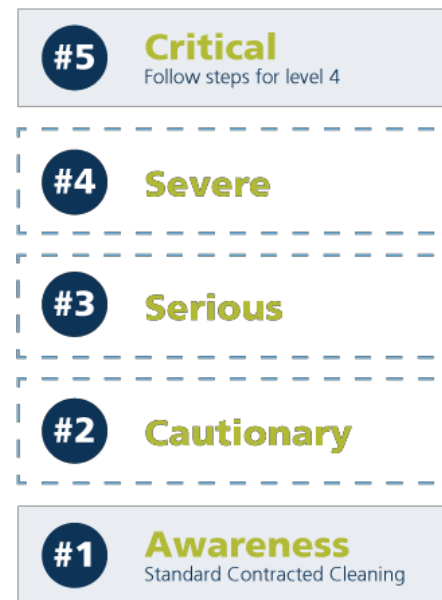 #5 Critical
Follow steps for level 4
#4 Severe
#3 Serious
#2 Cautionary
#1 Awareness
Standard Contracted Cleaning